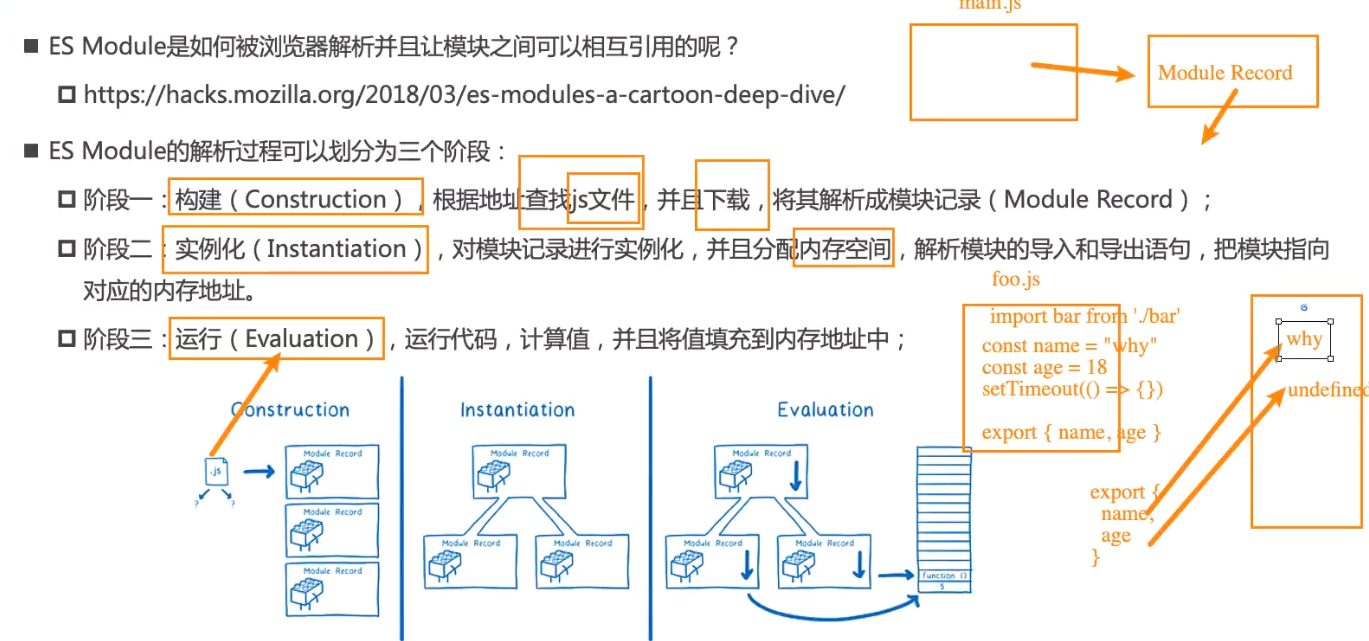 main.js
■ ES Module是如何被浏览器解析并且让模块之间可以相互引用的呢？
https://hacks.mozilla.org/2018/03/es-modules-a-cartoon-deep-dive/
Module Record
■ ES Module的解析过程可以划分为三个阶段：
阶段一：构建（Construction），根据地址查找js文件，并且下载，将其解析成模块记录（Module Record）；
阶段二：实例化（Instantiation），对模块记录进行实例化，并且分配内存空间，解析模块的导入和导出语句，把模块指向
对应的内存地址。
阶段三：运行（Evaluation），运行代码，计算值，并且将值填充到内存地址中；
foo.js
import bar from './bar'
const name = "why"
const age = 18
setTimeout(() => {})
export { name, age }
why
undefined
export {
name,
age
}
Construction
.js
? ?
Module Record
Module Record
Module Record
Instantiation
Module Record
Module Record
Module Record
Evaluation
Module Record
Module Record
Module Record
function ()
5